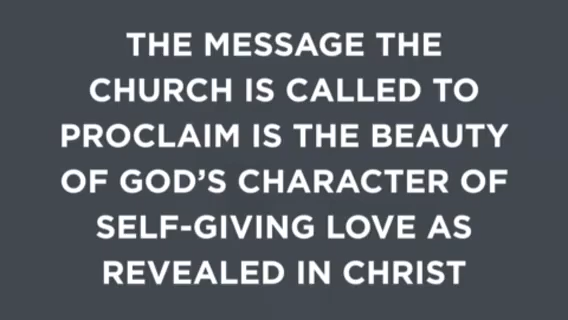 THE MESSAGE THE
CHURCH IS CALLED TO
PROCLAIM IS THE BEAUTY
OF GOD’S CHARACTER OF
SELF-GIVING LOVE AS
REVEALED IN CHRIST